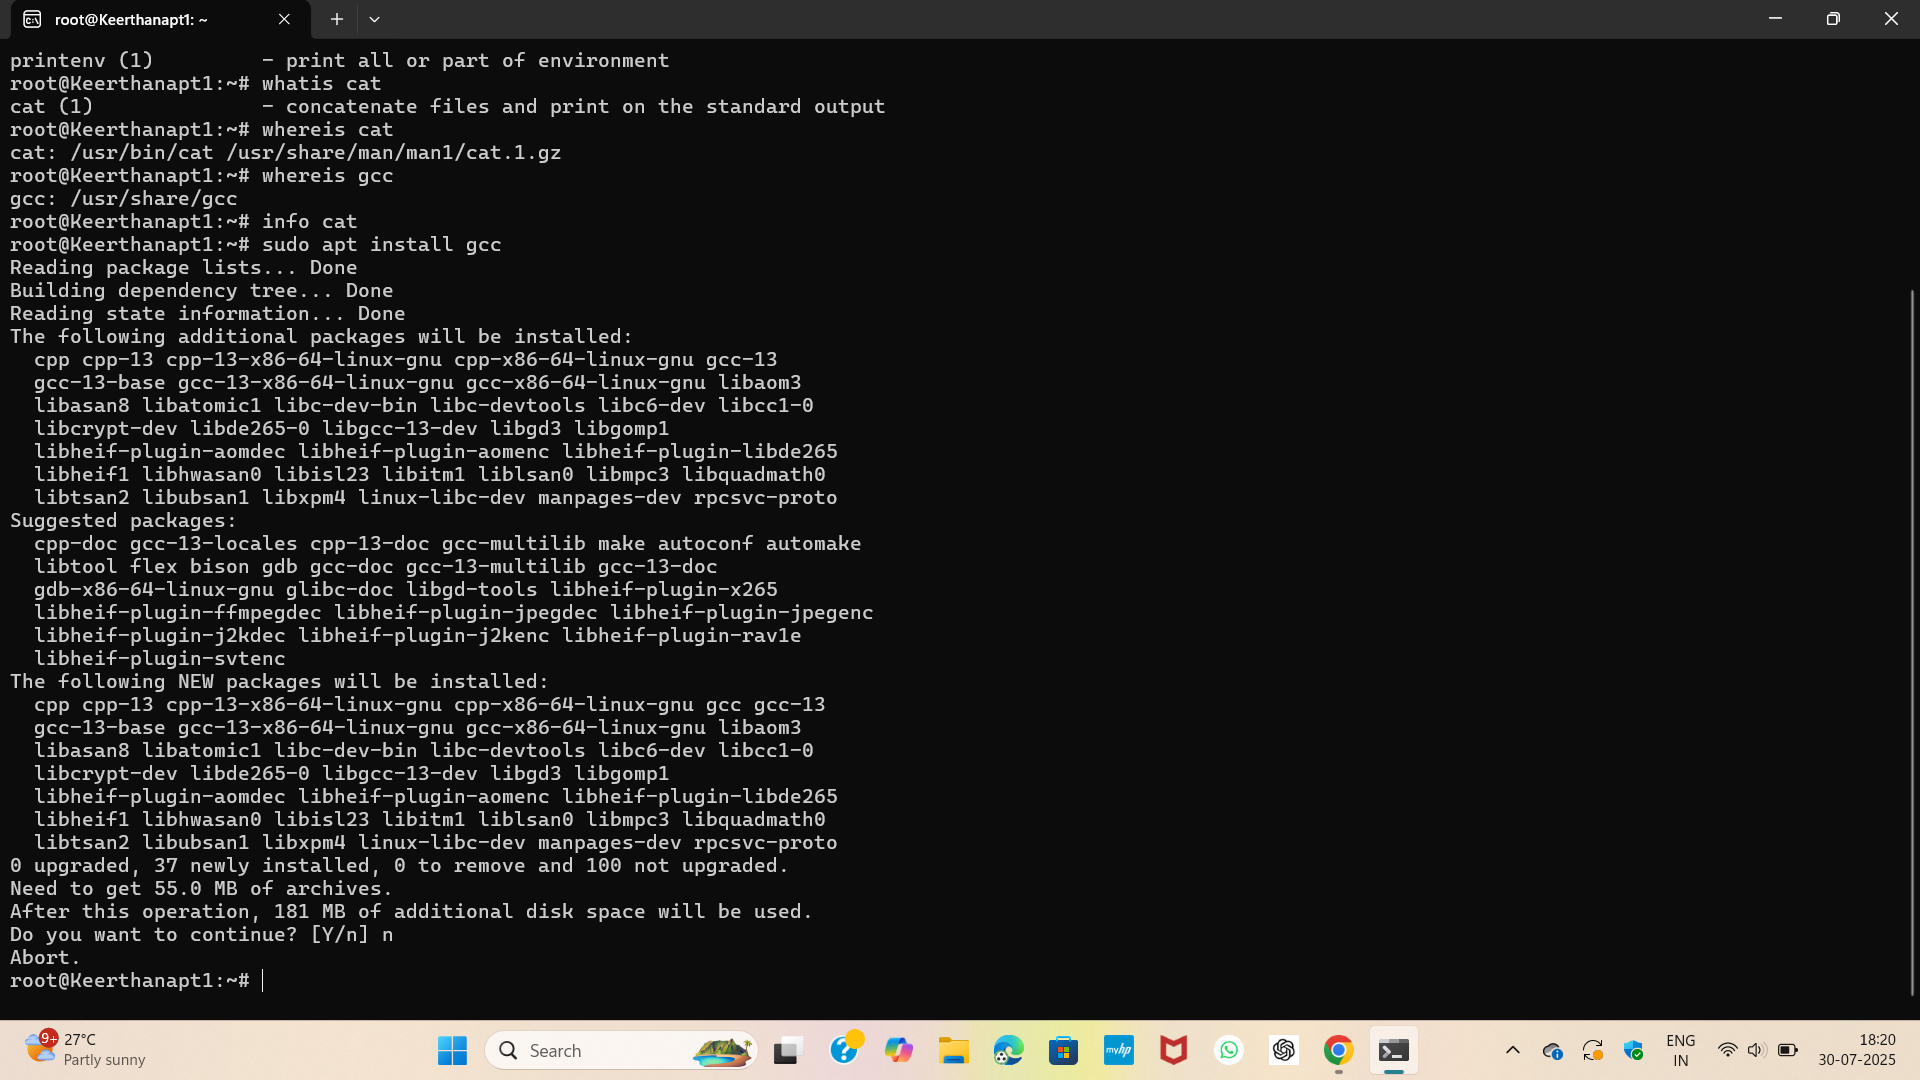 root@Keerthanapt1: ~
printenv (1)         - print all or part of environment
root@Keerthanapt1:~# whatis cat
cat (1)              - concatenate files and print on the standard output
root@Keerthanapt1:~# whereis cat
cat: /usr/bin/cat /usr/share/man/man1/cat.1.gz
root@Keerthanapt1:~# whereis gcc
gcc: /usr/share/gcc
root@Keerthanapt1:~# info cat
root@Keerthanapt1:~# sudo apt install gcc
Reading package lists... Done
Building dependency tree... Done
Reading state information... Done
The following additional packages will be installed:
  cpp cpp-13 cpp-13-x86-64-linux-gnu cpp-x86-64-linux-gnu gcc-13
  gcc-13-base gcc-13-x86-64-linux-gnu gcc-x86-64-linux-gnu libaom3
  libasan8 libatomic1 libc-dev-bin libc-devtools libc6-dev libcc1-0
  libcrypt-dev libde265-0 libgcc-13-dev libgd3 libgomp1
  libheif-plugin-aomdec libheif-plugin-aomenc libheif-plugin-libde265
  libheif1 libhwasan0 libisl23 libitm1 liblsan0 libmpc3 libquadmath0
  libtsan2 libubsan1 libxpm4 linux-libc-dev manpages-dev rpcsvc-proto
Suggested packages:
  cpp-doc gcc-13-locales cpp-13-doc gcc-multilib make autoconf automake
  libtool flex bison gdb gcc-doc gcc-13-multilib gcc-13-doc
  gdb-x86-64-linux-gnu glibc-doc libgd-tools libheif-plugin-x265
  libheif-plugin-ffmpegdec libheif-plugin-jpegdec libheif-plugin-jpegenc
  libheif-plugin-j2kdec libheif-plugin-j2kenc libheif-plugin-rav1e
  libheif-plugin-svtenc
The following NEW packages will be installed:
  cpp cpp-13 cpp-13-x86-64-linux-gnu cpp-x86-64-linux-gnu gcc gcc-13
  gcc-13-base gcc-13-x86-64-linux-gnu gcc-x86-64-linux-gnu libaom3
  libasan8 libatomic1 libc-dev-bin libc-devtools libc6-dev libcc1-0
  libcrypt-dev libde265-0 libgcc-13-dev libgd3 libgomp1
  libheif-plugin-aomdec libheif-plugin-aomenc libheif-plugin-libde265
  libheif1 libhwasan0 libisl23 libitm1 liblsan0 libmpc3 libquadmath0
  libtsan2 libubsan1 libxpm4 linux-libc-dev manpages-dev rpcsvc-proto
0 upgraded, 37 newly installed, 0 to remove and 100 not upgraded.
Need to get 55.0 MB of archives.
After this operation, 181 MB of additional disk space will be used.
Do you want to continue? [Y/n] n
Abort.
root@Keerthanapt1:~#
9+
27°C
Partly sunny
Search
myhp
ENG
IN
18:20
30-07-2025